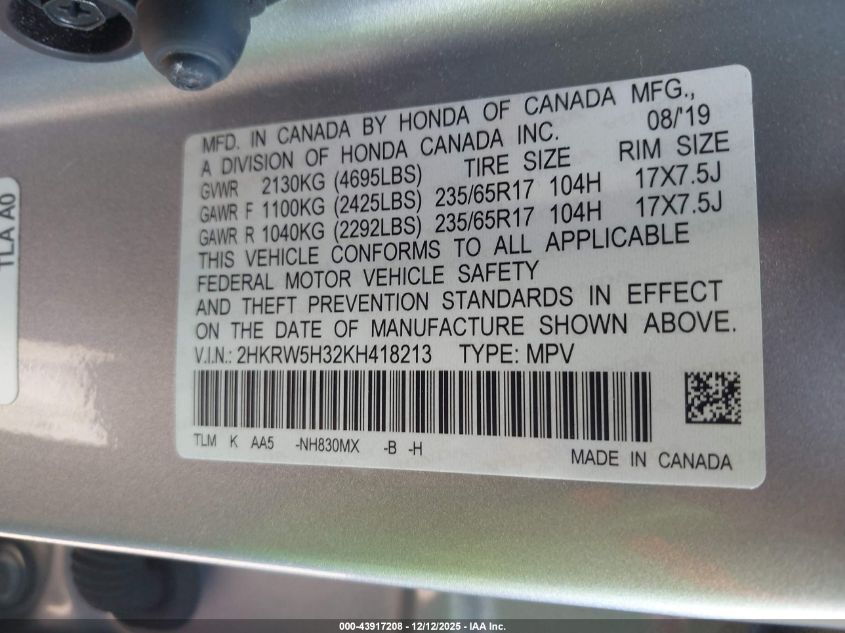 MFD. IN CANADA BY HONDA OF CANADA MFG.,
A DIVISION OF HONDA CANADA INC. 08/'19
TIRE SIZE RIM SIZE
GVWR 2130KG (4695LBS)
GAWR F 1100KG (2425LBS) 235/65R17 104H 17X7.5J
GAWR R 1040KG (2292LBS) 235/65R17 104H 17X7.5J
THIS VEHICLE CONFORMS TO ALL APPLICABLE
FEDERAL MOTOR VEHICLE SAFETY
AND THEFT PREVENTION STANDARDS IN EFFECT
ON THE DATE OF MANUFACTURE SHOWN ABOVE.
V.I.N.: 2HKRW5H32KH418213 TYPE: MPV
TLM K AA5 -NH830MX -B -H
MADE IN CANADA
TLA A0
000-43917208 - 12/12/2025 - IAA Inc.